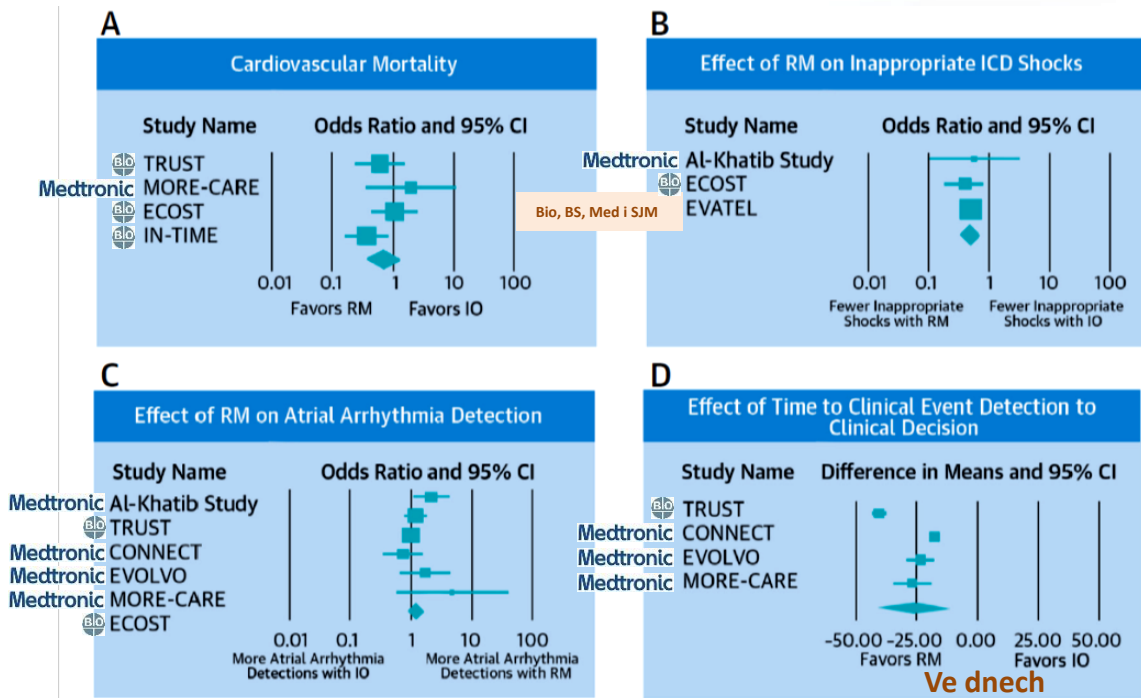 A
Cardiovascular Mortality
Study Name Odds Ratio and 95% CI
BIO TRUST
Medtronic MORE-CARE
BIO ECOST
BIO IN-TIME
0.01 0.1 1 10 100
Favors RM Favors IO
Bio, BS, Med i SJM
B
Effect of RM on Inappropriate ICD Shocks
Study Name Odds Ratio and 95% CI
Medtronic Al-Khatib Study
BIO ECOST
EVATEL
0.01 0.1 1 10 100
Fewer Inappropriate Fewer Inappropriate
Shocks with RM Shocks with IO
C
Effect of RM on Atrial Arrhythmia Detection
Study Name Odds Ratio and 95% CI
Medtronic Al-Khatib Study
BIO TRUST
Medtronic CONNECT
Medtronic EVOLVO
Medtronic MORE-CARE
BIO ECOST
0.01 0.1 1 10 100
More Atrial Arrhythmia More Atrial Arrhythmia
Detections with IO Detections with RM
D
Effect of Time to Clinical Event Detection to
Clinical Decision
Study Name Difference in Means and 95% CI
BIO TRUST
Medtronic CONNECT
Medtronic EVOLVO
Medtronic MORE-CARE
-50.00 -25.00 0.00 25.00 50.00
Favors RM Favors IO
Ve dnech